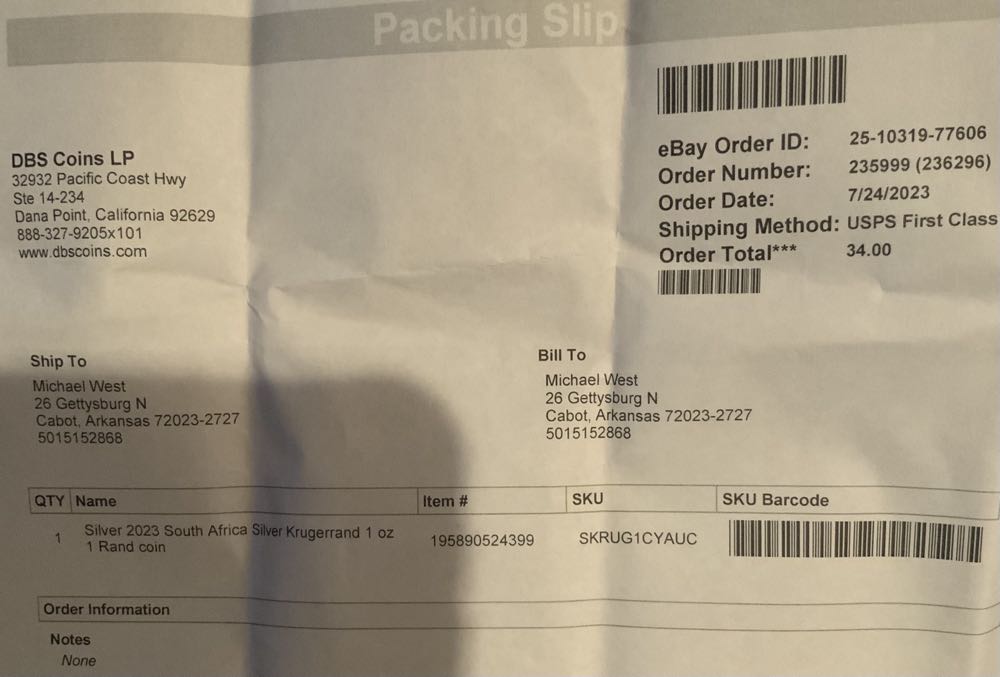 Packing Slip
DBS Coins LP
32932 Pacific Coast Hwy
Ste 14-234
Dana Point, California 92629
888-327-9205x101
www.dbscoins.com
eBay Order ID: 25-10319-77606
Order Number: 235999 (236296)
Order Date: 7/24/2023
Shipping Method: USPS First Class
Order Total*** 34.00
Ship To
Michael West
26 Gettysburg N
Cabot, Arkansas 72023-2727
5015152868
Bill To
Michael West
26 Gettysburg N
Cabot, Arkansas 72023-2727
5015152868
QTY Name Item # SKU SKU Barcode
1 Silver 2023 South Africa Silver Krugerrand 1 oz 195890524399 SKRUG1CYAUC
1 Rand coin
Order Information
Notes
None